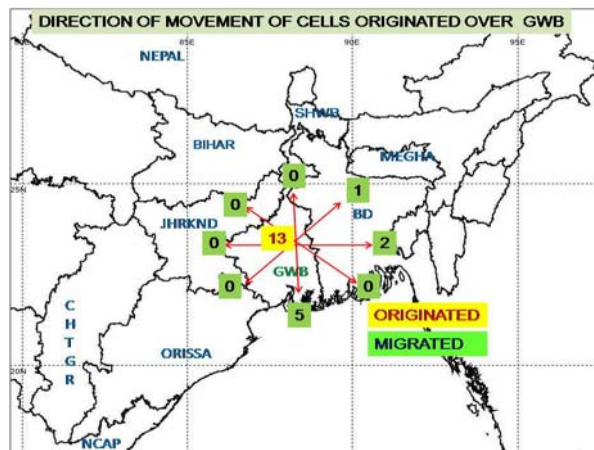 DIRECTION OF MOVEMENT OF CELLS ORIGINATED OVER GWB
85E
90E
95E
NEPAL
SHWB
BIHAR
MEGHA
25N
0
0
1
JHRKND
BD
0
13
2
GWB
0
0
5
ORIGINATED
MIGRATED
C
H
T
G
R
ORISSA
20N
NCAP